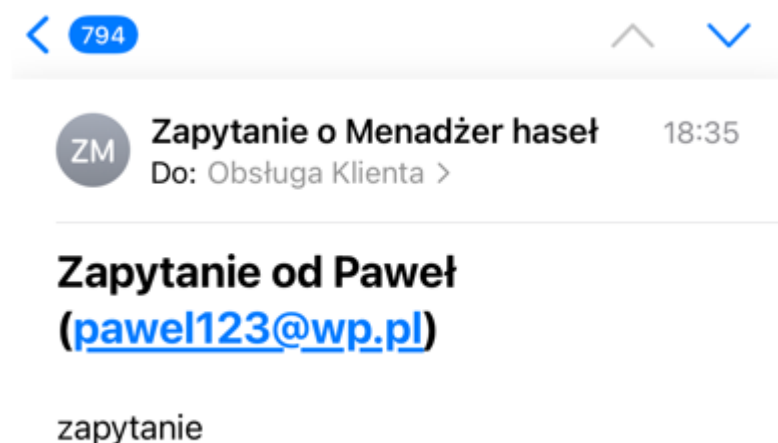 794
Zapytanie o Menadżer haseł 18:35
ZM
Do: Obsługa Klienta >
Zapytanie od Paweł
(pawel123@wp.pl)
zapytanie